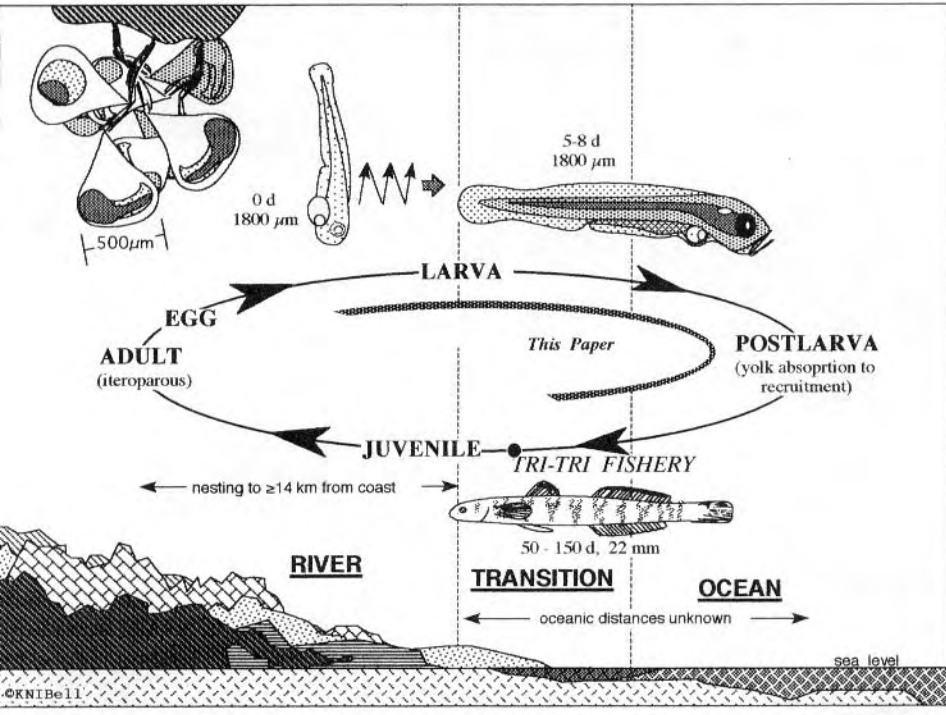 5-8 d
1800 µm
0 d
1800 µm
500µm
LARVA
EGG
This Paper
ADULT
(iteroparous)
POSTLARVA
(yolk absoprtion to
recruitment)
JUVENILE
TRI-TRI FISHERY
nesting to ≥14 km from coast
50 - 150 d, 22 mm
RIVER
TRANSITION
OCEAN
oceanic distances unknown
sea level
©KNIBell